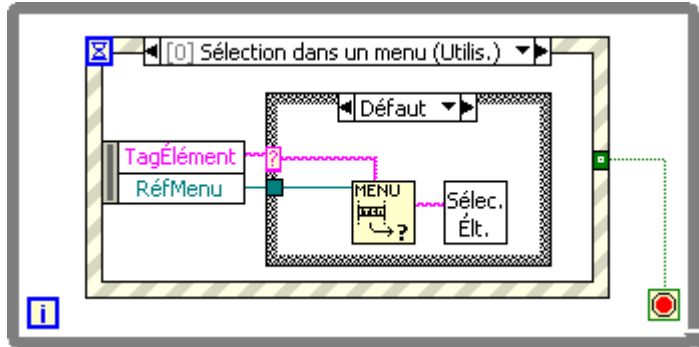 [0] Sélection dans un menu (Utilis.)
Défaut
TagÉlément
?
RéfMenu
MENU
?
Sélec.
Élt.
i